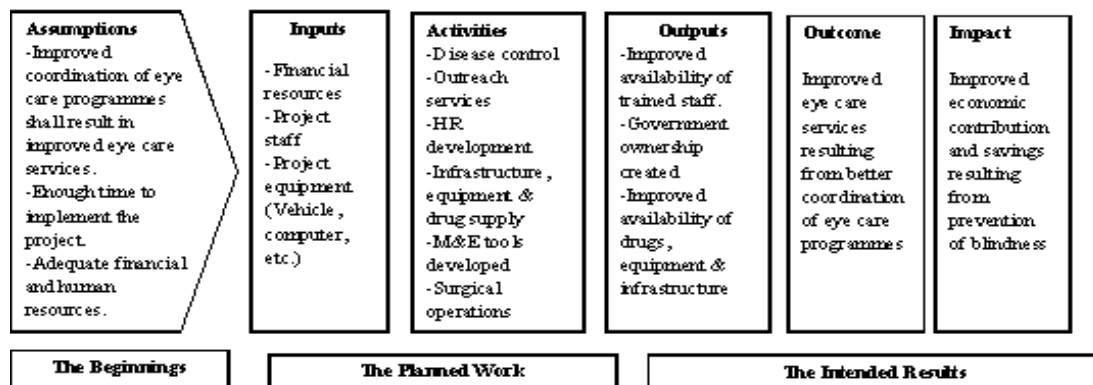 Assumptions
-Improved
coordination of eye
care programmes
shall result in
improved eye care
services.
-Enough time to
implement the
project.
-Adequate financial
and human
resources.
Inputs
- Financial
resources
- Project
staff
- Project
equipment
(Vehicle,
computer,
etc.)
Activities
-Disease control
-Outreach
services
-HR
development
-Infrastructure,
equipment &
drug supply
-M&E tools
developed
-Surgical
operations
Outputs
-Improved
availability of
trained staff.
-Government
ownership
created
-Improved
availability of
drugs,
equipment &
infrastructure
Outcome
Improved
eye care
services
resulting
from better
coordination
of eye care
programmes
Impact
Improved
economic
contribution
and savings
resulting
from
prevention
of blindness
The Beginnings
The Planned Work
The Intended Results